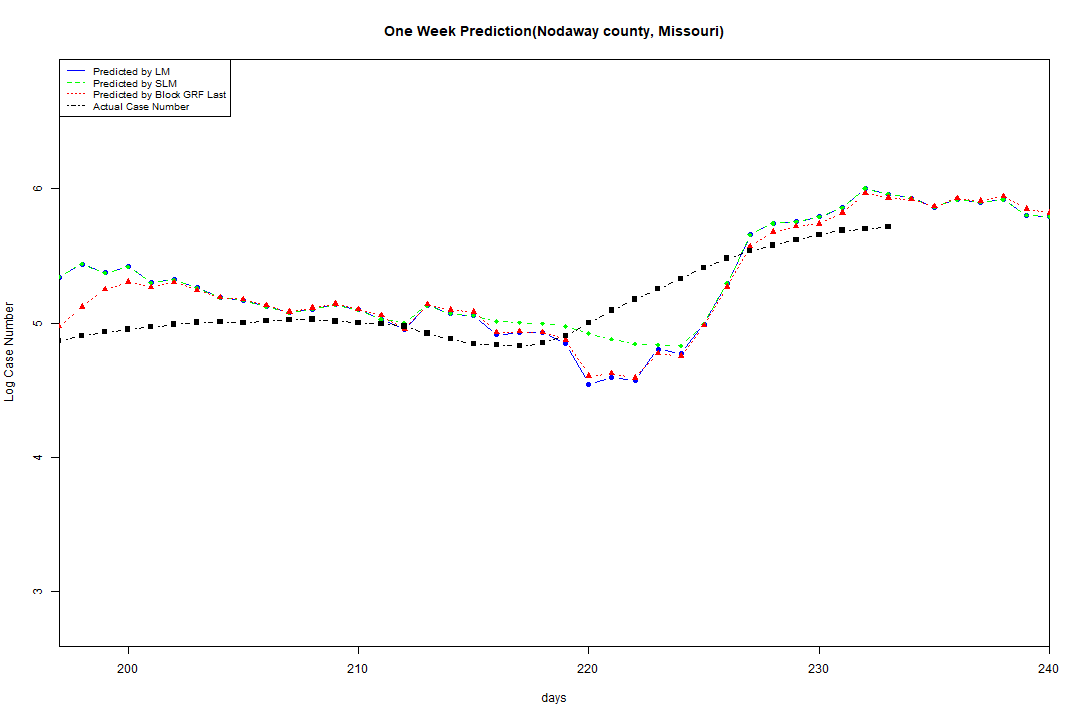 One Week Prediction(Nodaway county, Missouri)
Predicted by LM
Predicted by SLM
Predicted by Block GRF Last
Actual Case Number
Log Case Number
6
5
4
3
200 210 220 230 240
days